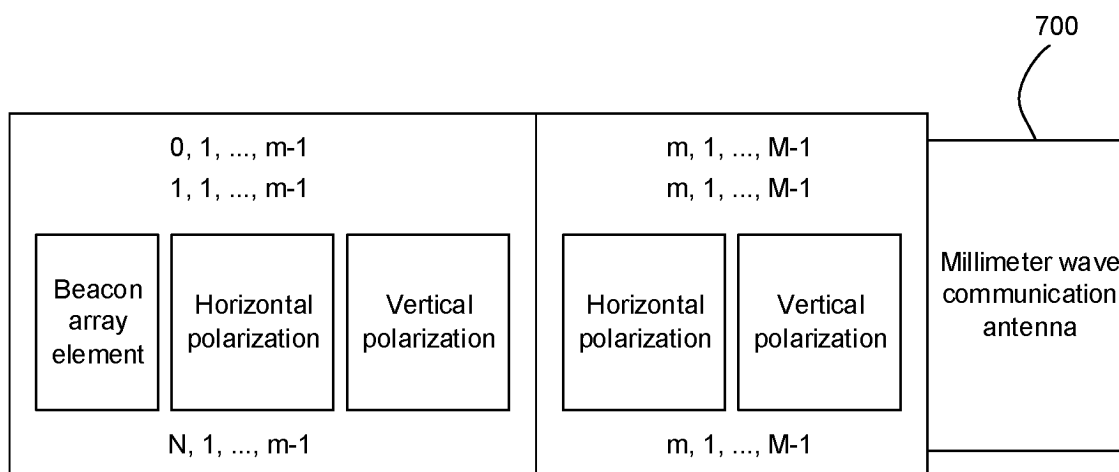 700
0, 1, ..., m-1
1, 1, ..., m-1
m, 1, ..., M-1
m, 1, ..., M-1
Beacon
array
element
Horizontal
polarization
Vertical
polarization
Horizontal
polarization
Vertical
polarization
Millimeter wave
communication
antenna
N, 1, ..., m-1
m, 1, ..., M-1